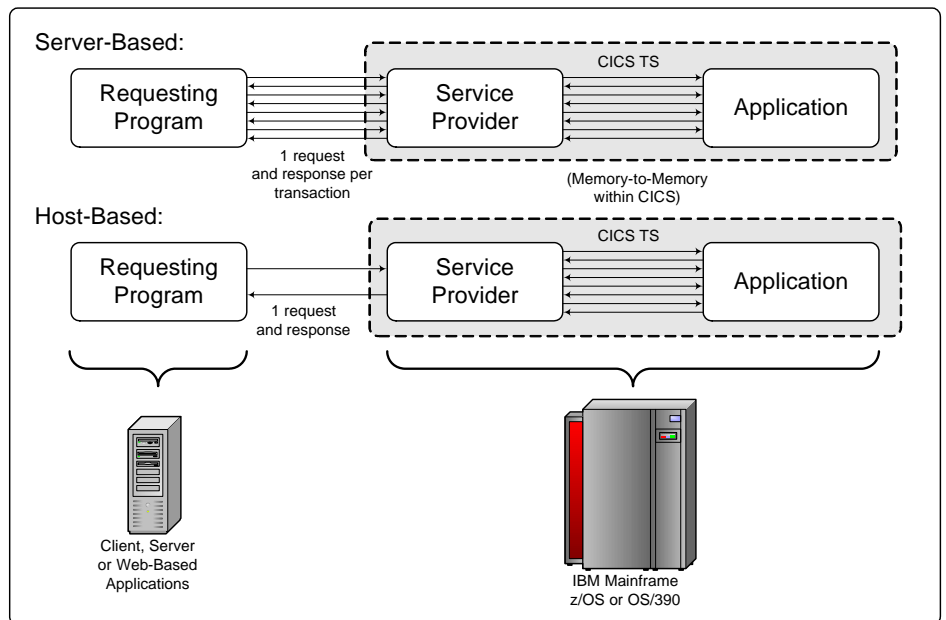 Server-Based:
CICS TS
Requesting
Program
Service
Provider
Application
1 request
and response per
transaction
(Memory-to-Memory
within CICS)
Host-Based:
CICS TS
Requesting
Program
Service
Provider
Application
1 request
and response
Client, Server
or Web-Based
Applications
IBM Mainframe
z/OS or OS/390